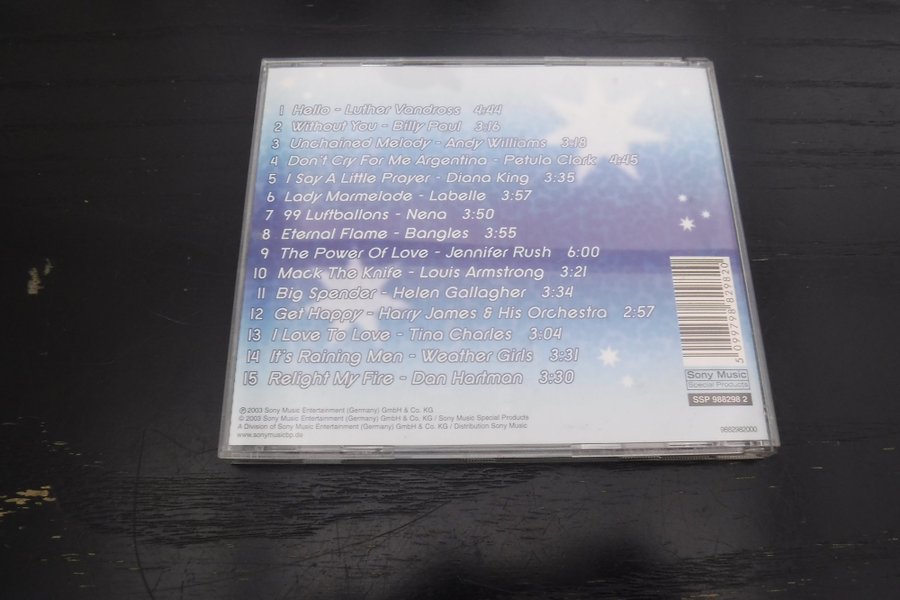 1 Hello - Luther Vandross 4:44
2 Without You - Billy Paul 3:16
3 Unchained Melody - Andy Williams 3:18
4 Don't Cry For Me Argentina - Petula Clark 4:45
5 I Say A Little Prayer - Diana King 3:35
6 Lady Marmelade - Labelle 3:57
7 99 Luftballons - Nena 3:50
8 Eternal Flame - Bangles 3:55
9 The Power Of Love - Jennifer Rush 6:00
10 Mack The Knife - Louis Armstrong 3:21
11 Big Spender - Helen Gallagher 3:34
12 Get Happy - Harry James & His Orchestra 2:57
13 I Love To Love - Tina Charles 3:04
14 It's Raining Men - Weather Girls 3:31
15 Relight My Fire - Dan Hartman 3:30
5 099798 829820
Sony Music
Special Products
SSP 988298 2
℗ 2003 Sony Music Entertainment (Germany) GmbH & Co. KG
© 2003 Sony Music Entertainment (Germany) GmbH & Co. KG / Sony Music Special Products
A Division of Sony Music Entertainment (Germany) GmbH & Co. KG / Distribution Sony Music
www.sonymusicbp.de
9882982000